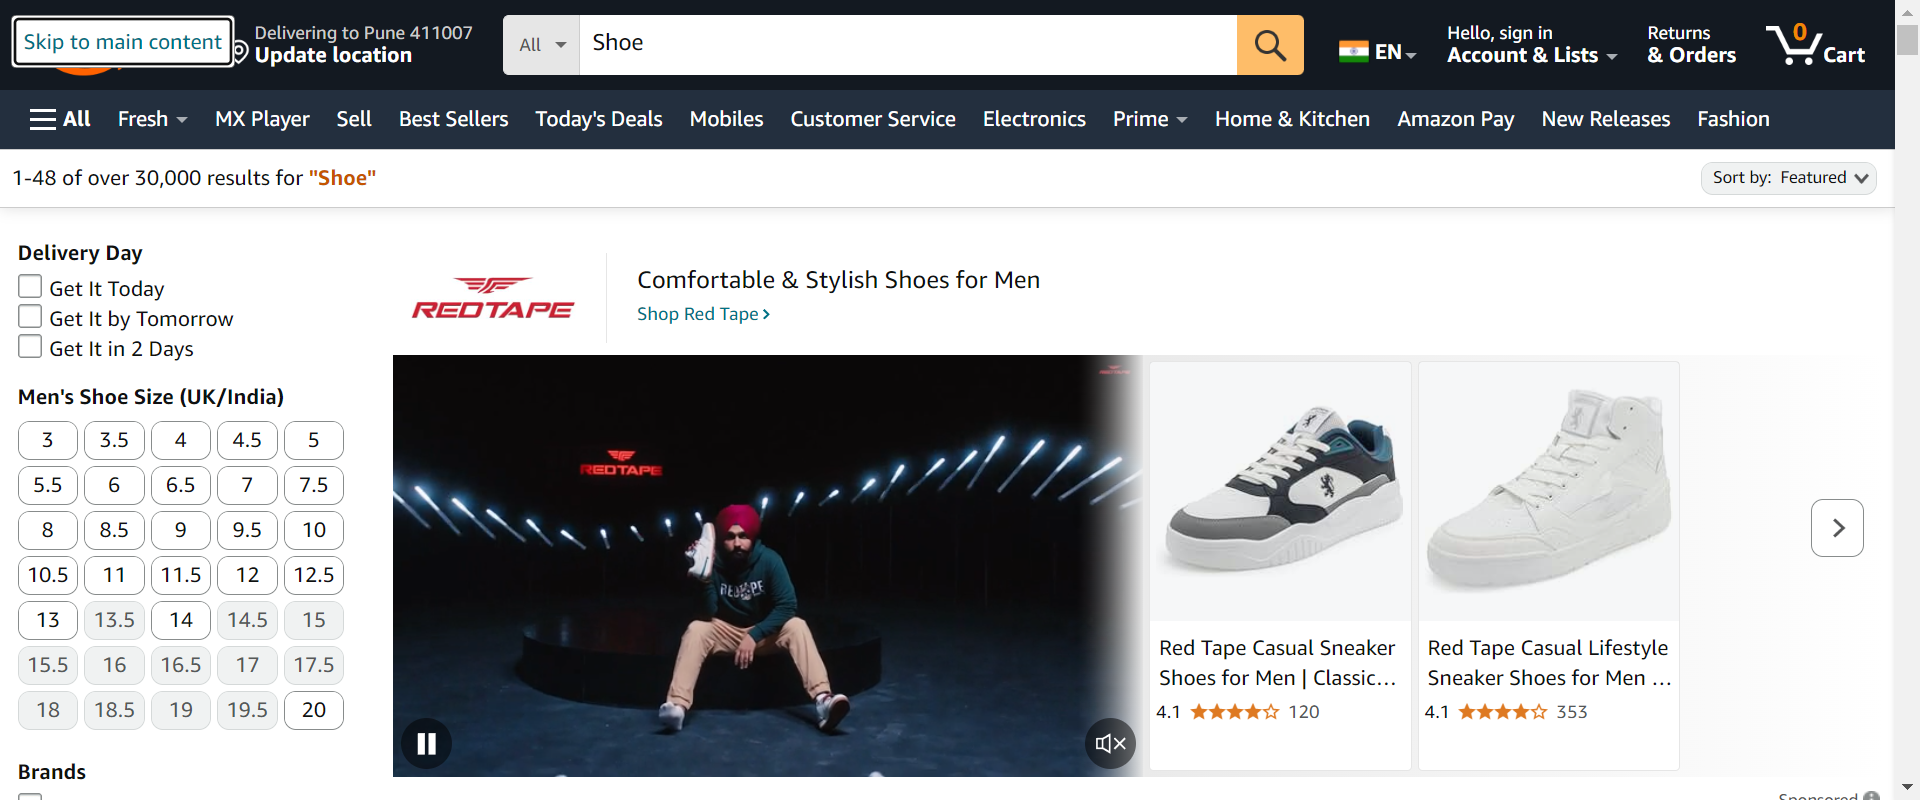 Skip to main content
Delivering to Pune 411007
Update location
All
Shoe
EN
Hello, sign in
Account & Lists
Returns
& Orders
0
Cart
All
Fresh
MX Player
Sell
Best Sellers
Today's Deals
Mobiles
Customer Service
Electronics
Prime
Home & Kitchen
Amazon Pay
New Releases
Fashion
1-48 of over 30,000 results for "Shoe"
Sort by: Featured
Delivery Day
Get It Today
Get It by Tomorrow
Get It in 2 Days
Men's Shoe Size (UK/India)
3 3.5 4 4.5 5
5.5 6 6.5 7 7.5
8 8.5 9 9.5 10
10.5 11 11.5 12 12.5
13 13.5 14 14.5 15
15.5 16 16.5 17 17.5
18 18.5 19 19.5 20
Brands
REDTAPE
Comfortable & Stylish Shoes for Men
Shop Red Tape
REDTAPE
REDTAPE
Red Tape Casual Sneaker
Shoes for Men | Classic...
4.1 120
Red Tape Casual Lifestyle
Sneaker Shoes for Men ...
4.1 353
Sponsored